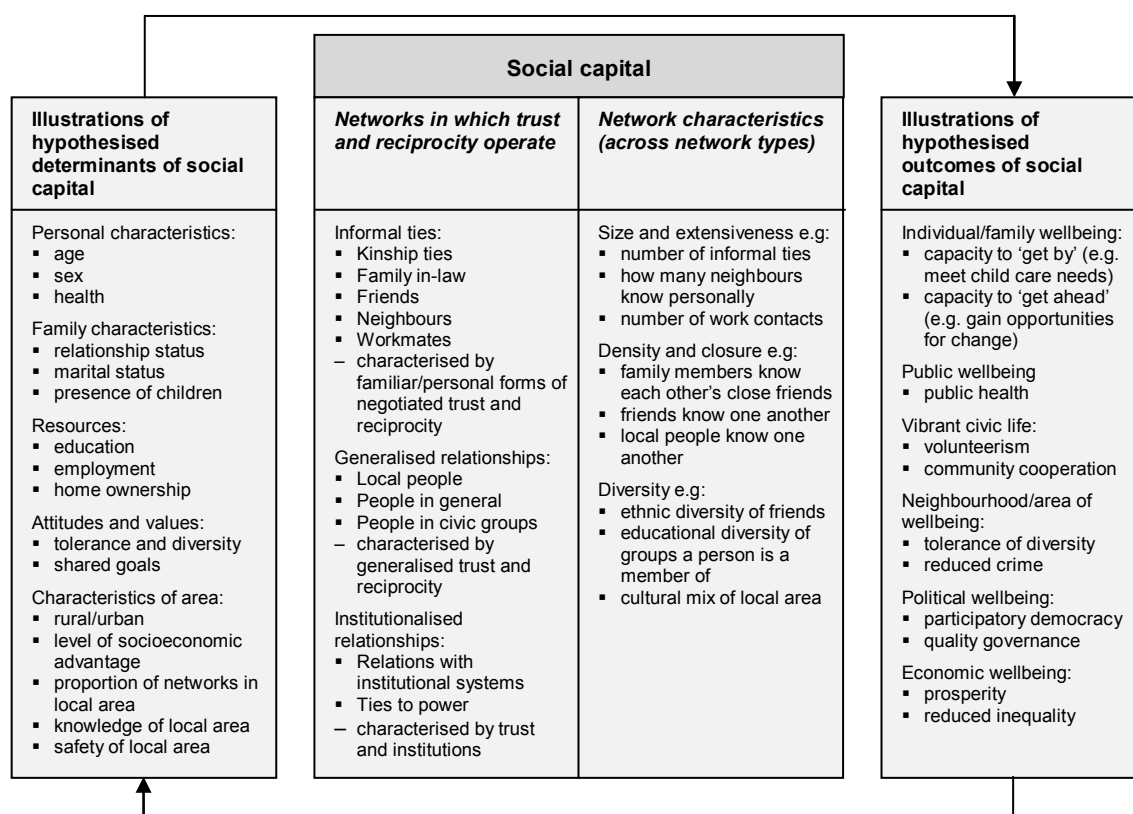 Social capital
Illustrations of
hypothesised
determinants of social
capital
Personal characteristics:
▪ age
▪ sex
▪ health
Family characteristics:
▪ relationship status
▪ marital status
▪ presence of children
Resources:
▪ education
▪ employment
▪ home ownership
Attitudes and values:
▪ tolerance and diversity
▪ shared goals
Characteristics of area:
▪ rural/urban
▪ level of socioeconomic
advantage
▪ proportion of networks in
local area
▪ knowledge of local area
▪ safety of local area
Networks in which trust
and reciprocity operate
Informal ties:
▪ Kinship ties
▪ Family in-law
▪ Friends
▪ Neighbours
▪ Workmates
– characterised by
familiar/personal forms of
negotiated trust and
reciprocity
Generalised relationships:
▪ Local people
▪ People in general
▪ People in civic groups
– characterised by
generalised trust and
reciprocity
Institutionalised
relationships:
▪ Relations with
institutional systems
▪ Ties to power
– characterised by trust
and institutions
Network characteristics
(across network types)
Size and extensiveness e.g:
▪ number of informal ties
▪ how many neighbours
know personally
▪ number of work contacts
Density and closure e.g:
▪ family members know
each other's close friends
▪ friends know one another
▪ local people know one
another
Diversity e.g:
▪ ethnic diversity of friends
▪ educational diversity of
groups a person is a
member of
▪ cultural mix of local area
Illustrations of
hypothesised
outcomes of social
capital
Individual/family wellbeing:
▪ capacity to ‘get by’ (e.g.
meet child care needs)
▪ capacity to ‘get ahead’
(e.g. gain opportunities
for change)
Public wellbeing
▪ public health
Vibrant civic life:
▪ volunteerism
▪ community cooperation
Neighbourhood/area of
wellbeing:
▪ tolerance of diversity
▪ reduced crime
Political wellbeing:
▪ participatory democracy
▪ quality governance
Economic wellbeing:
▪ prosperity
▪ reduced inequality